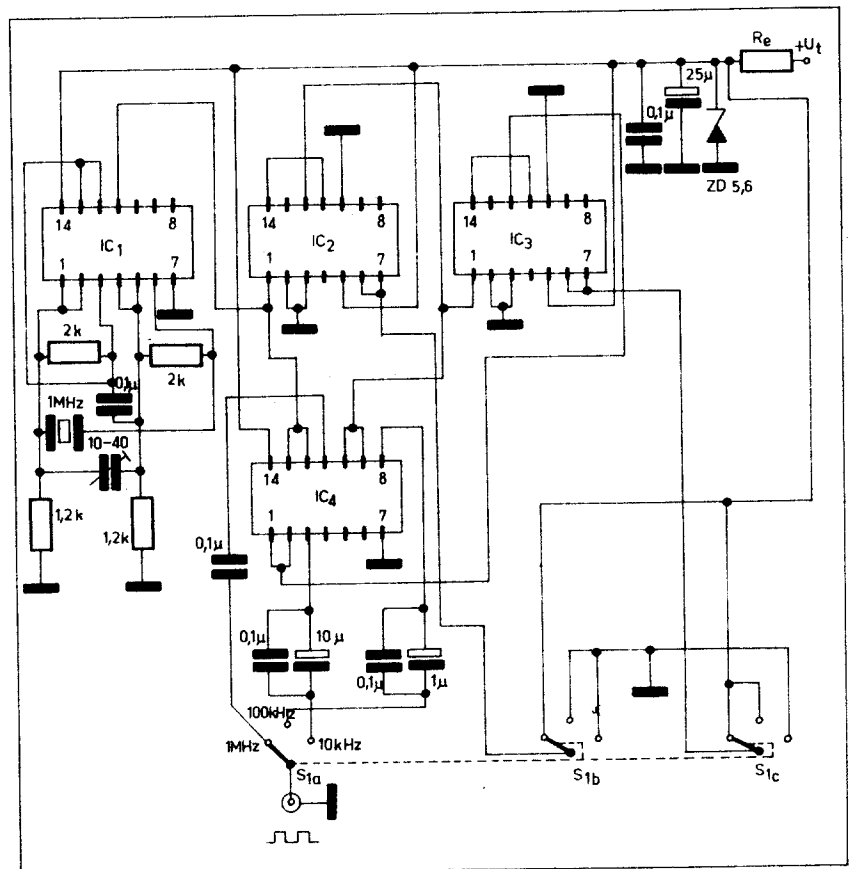 Re
+Ut
25µ
0,1µ
ZD 5,6
14 8
IC1
1 7
14 8
IC2
1 7
14 8
IC3
1 7
2k
2k
0,1µ
1MHz
10-40
1,2k
1,2k
14 8
IC4
1 7
0,1µ
0,1µ
10µ
0,1µ
1µ
100kHz
1MHz
10kHz
S1a
S1b
S1c